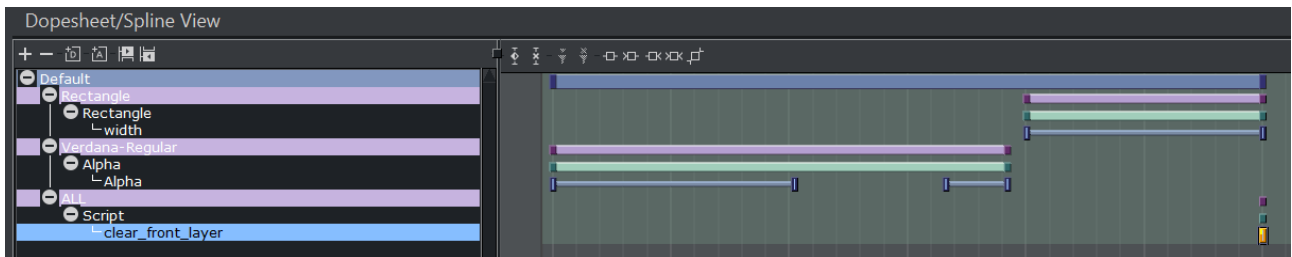 Dopesheet/Spline View
Default
Rectangle
Rectangle
width
Verdana-Regular
Alpha
Alpha
ALL
Script
clear_front_layer